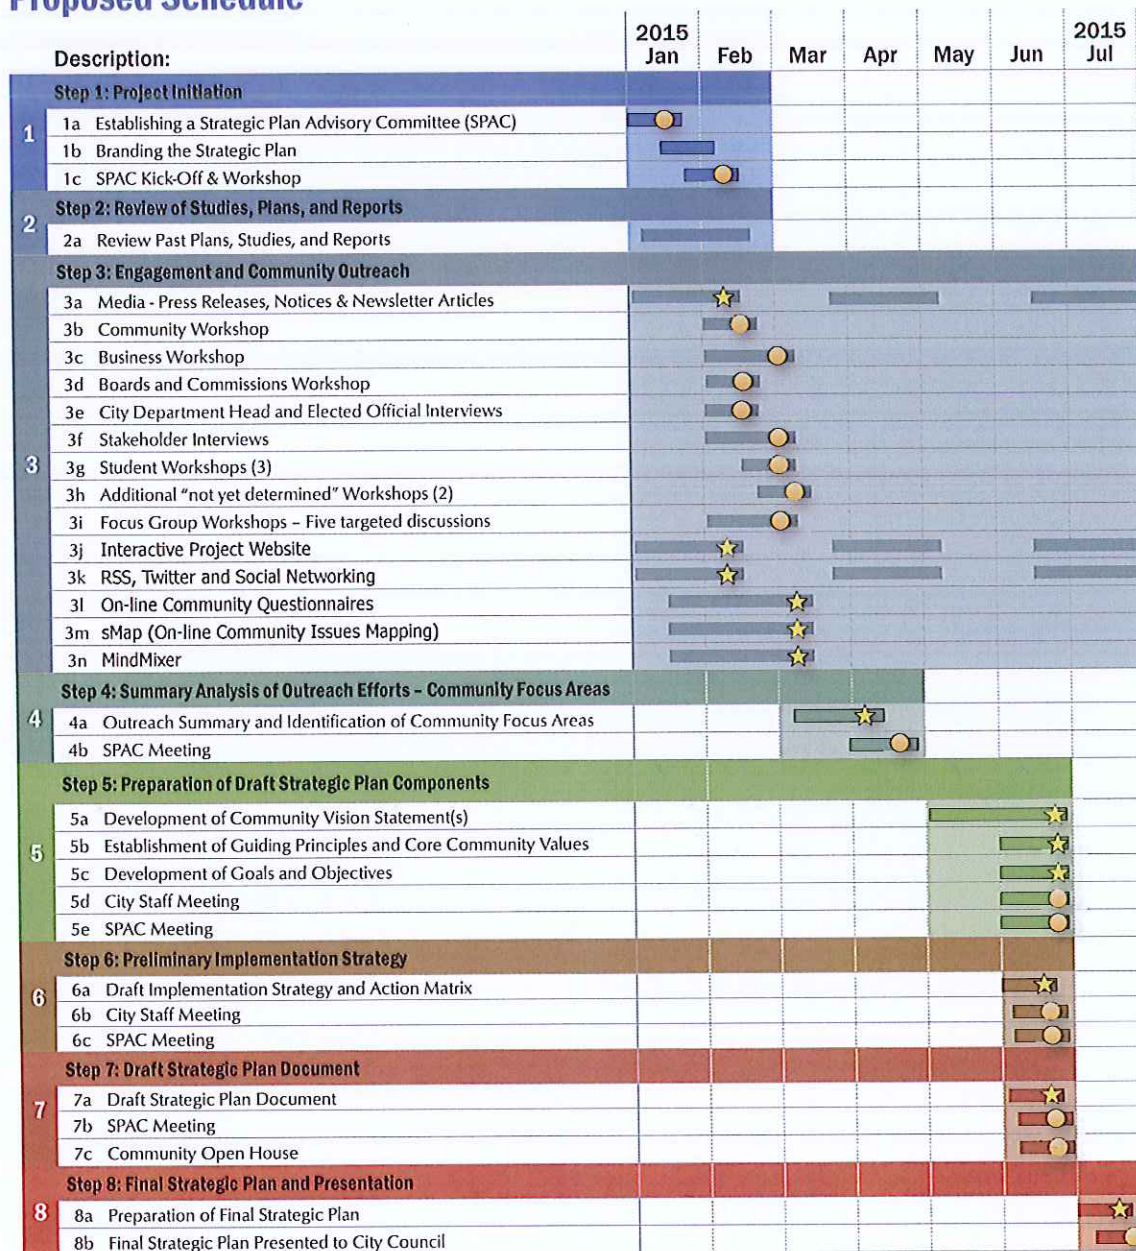 Proposed Schedule
2015 2015
Description: Jan Feb Mar Apr May Jun Jul
Step 1: Project Initiation
1
1a Establishing a Strategic Plan Advisory Committee (SPAC)
1b Branding the Strategic Plan
1c SPAC Kick-Off & Workshop
Step 2: Review of Studies, Plans, and Reports
2
2a Review Past Plans, Studies, and Reports
Step 3: Engagement and Community Outreach
3a Media - Press Releases, Notices & Newsletter Articles
3b Community Workshop
3c Business Workshop
3d Boards and Commissions Workshop
3e City Department Head and Elected Official Interviews
3f Stakeholder Interviews
3
3g Student Workshops (3)
3h Additional "not yet determined" Workshops (2)
3i Focus Group Workshops – Five targeted discussions
3j Interactive Project Website
3k RSS, Twitter and Social Networking
3l On-line Community Questionnaires
3m sMap (On-line Community Issues Mapping)
3n MindMixer
Step 4: Summary Analysis of Outreach Efforts – Community Focus Areas
4
4a Outreach Summary and Identification of Community Focus Areas
4b SPAC Meeting
Step 5: Preparation of Draft Strategic Plan Components
5a Development of Community Vision Statement(s)
5
5b Establishment of Guiding Principles and Core Community Values
5c Development of Goals and Objectives
5d City Staff Meeting
5e SPAC Meeting
Step 6: Preliminary Implementation Strategy
6
6a Draft Implementation Strategy and Action Matrix
6b City Staff Meeting
6c SPAC Meeting
Step 7: Draft Strategic Plan Document
7
7a Draft Strategic Plan Document
7b SPAC Meeting
7c Community Open House
Step 8: Final Strategic Plan and Presentation
8
8a Preparation of Final Strategic Plan
8b Final Strategic Plan Presented to City Council